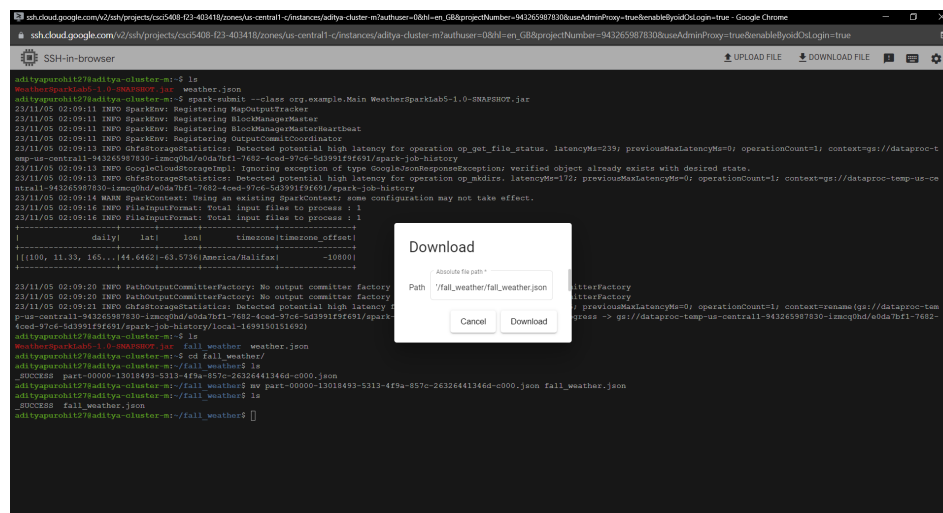 ssh.cloud.google.com/v2/ssh/projects/csci5408-f23-403418/zones/us-central1-c/instances/aditya-cluster-m?authuser=0&hl=en_GB&projectNumber=943265987830&useAdminProxy=true&enableByoidOsLogin=true - Google Chrome
ssh.cloud.google.com/v2/ssh/projects/csci5408-f23-403418/zones/us-central1-c/instances/aditya-cluster-m?authuser=0&hl=en_GB&projectNumber=943265987830&useAdminProxy=true&enableByoidOsLogin=true
SSH-in-browser
UPLOAD FILE
DOWNLOAD FILE
adityapurohit27@aditya-cluster-m:~$ ls
WeatherSparkLab5-1.0-SNAPSHOT.jar weather.json
adityapurohit27@aditya-cluster-m:~$ spark-submit --class org.example.Main WeatherSparkLab5-1.0-SNAPSHOT.jar
23/11/05 02:09:11 INFO SparkEnv: Registering MapOutputTracker
23/11/05 02:09:11 INFO SparkEnv: Registering BlockManagerMaster
23/11/05 02:09:11 INFO SparkEnv: Registering BlockManagerMasterHeartbeat
23/11/05 02:09:11 INFO SparkEnv: Registering OutputCommitCoordinator
23/11/05 02:09:13 INFO GhfsStorageStatistics: Detected potential high latency for operation op_get_file_status. latencyMs=239; previousMaxLatencyMs=0; operationCount=1; context=gs://dataproc-t
emp-us-central1-943265987830-izmcq0hd/e0da7bf1-7682-4ced-97c6-5d3991f9f691/spark-job-history
23/11/05 02:09:13 INFO GoogleCloudStorageImpl: Ignoring exception of type GoogleJsonResponseException; verified object already exists with desired state.
23/11/05 02:09:13 INFO GhfsStorageStatistics: Detected potential high latency for operation op_mkdirs. latencyMs=172; previousMaxLatencyMs=0; operationCount=1; context=gs://dataproc-temp-us-ce
ntral1-943265987830-izmcq0hd/e0da7bf1-7682-4ced-97c6-5d3991f9f691/spark-job-history
23/11/05 02:09:14 WARN SparkContext: Using an existing SparkContext; some configuration may not take effect.
23/11/05 02:09:16 INFO FileInputFormat: Total input files to process : 1
23/11/05 02:09:16 INFO FileInputFormat: Total input files to process : 1
+--------------------+-------+--------+---------------+---------------+
| daily| lat| lon| timezone|timezone_offset|
+--------------------+-------+--------+---------------+---------------+
|[{100, 11.33, 165...|44.6462|-63.5736|America/Halifax| -10800|
+--------------------+-------+--------+---------------+---------------+
23/11/05 02:09:20 INFO PathOutputCommitterFactory: No output committer factory mitterFactory
23/11/05 02:09:20 INFO PathOutputCommitterFactory: No output committer factory mitterFactory
23/11/05 02:09:21 INFO GhfsStorageStatistics: Detected potential high latency f ; previousMaxLatencyMs=0; operationCount=1; context=rename(gs://dataproc-tem
p-us-central1-943265987830-izmcq0hd/e0da7bf1-7682-4ced-97c6-5d3991f9f691/spark- gress -> gs://dataproc-temp-us-central1-943265987830-izmcq0hd/e0da7bf1-7682-
4ced-97c6-5d3991f9f691/spark-job-history/local-1699150151692)
adityapurohit27@aditya-cluster-m:~$ ls
WeatherSparkLab5-1.0-SNAPSHOT.jar fall_weather weather.json
adityapurohit27@aditya-cluster-m:~$ cd fall_weather/
adityapurohit27@aditya-cluster-m:~/fall_weather$ ls
_SUCCESS part-00000-13018493-5313-4f9a-857c-26326441346d-c000.json
adityapurohit27@aditya-cluster-m:~/fall_weather$ mv part-00000-13018493-5313-4f9a-857c-26326441346d-c000.json fall_weather.json
adityapurohit27@aditya-cluster-m:~/fall_weather$ ls
_SUCCESS fall_weather.json
adityapurohit27@aditya-cluster-m:~/fall_weather$
Download
Absolute file path *
Path
'/fall_weather/fall_weather.json
Cancel
Download